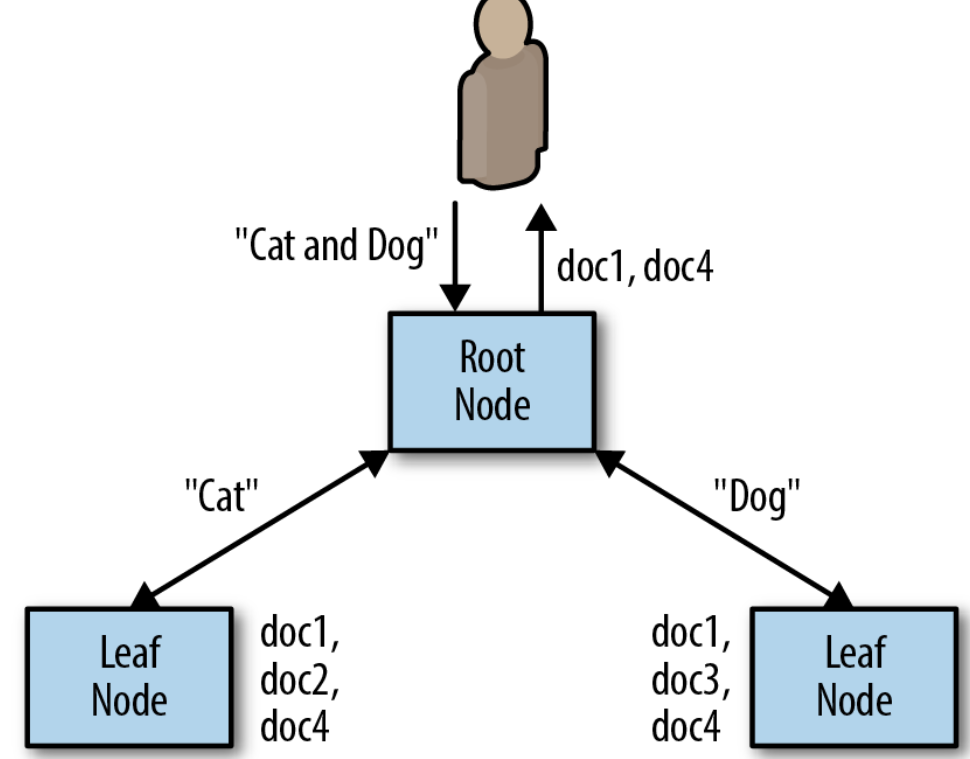 "Cat and Dog"
doc1, doc4
Root
Node
"Cat"
"Dog"
Leaf
Node
doc1,
doc2,
doc4
doc1,
doc3,
doc4
Leaf
Node